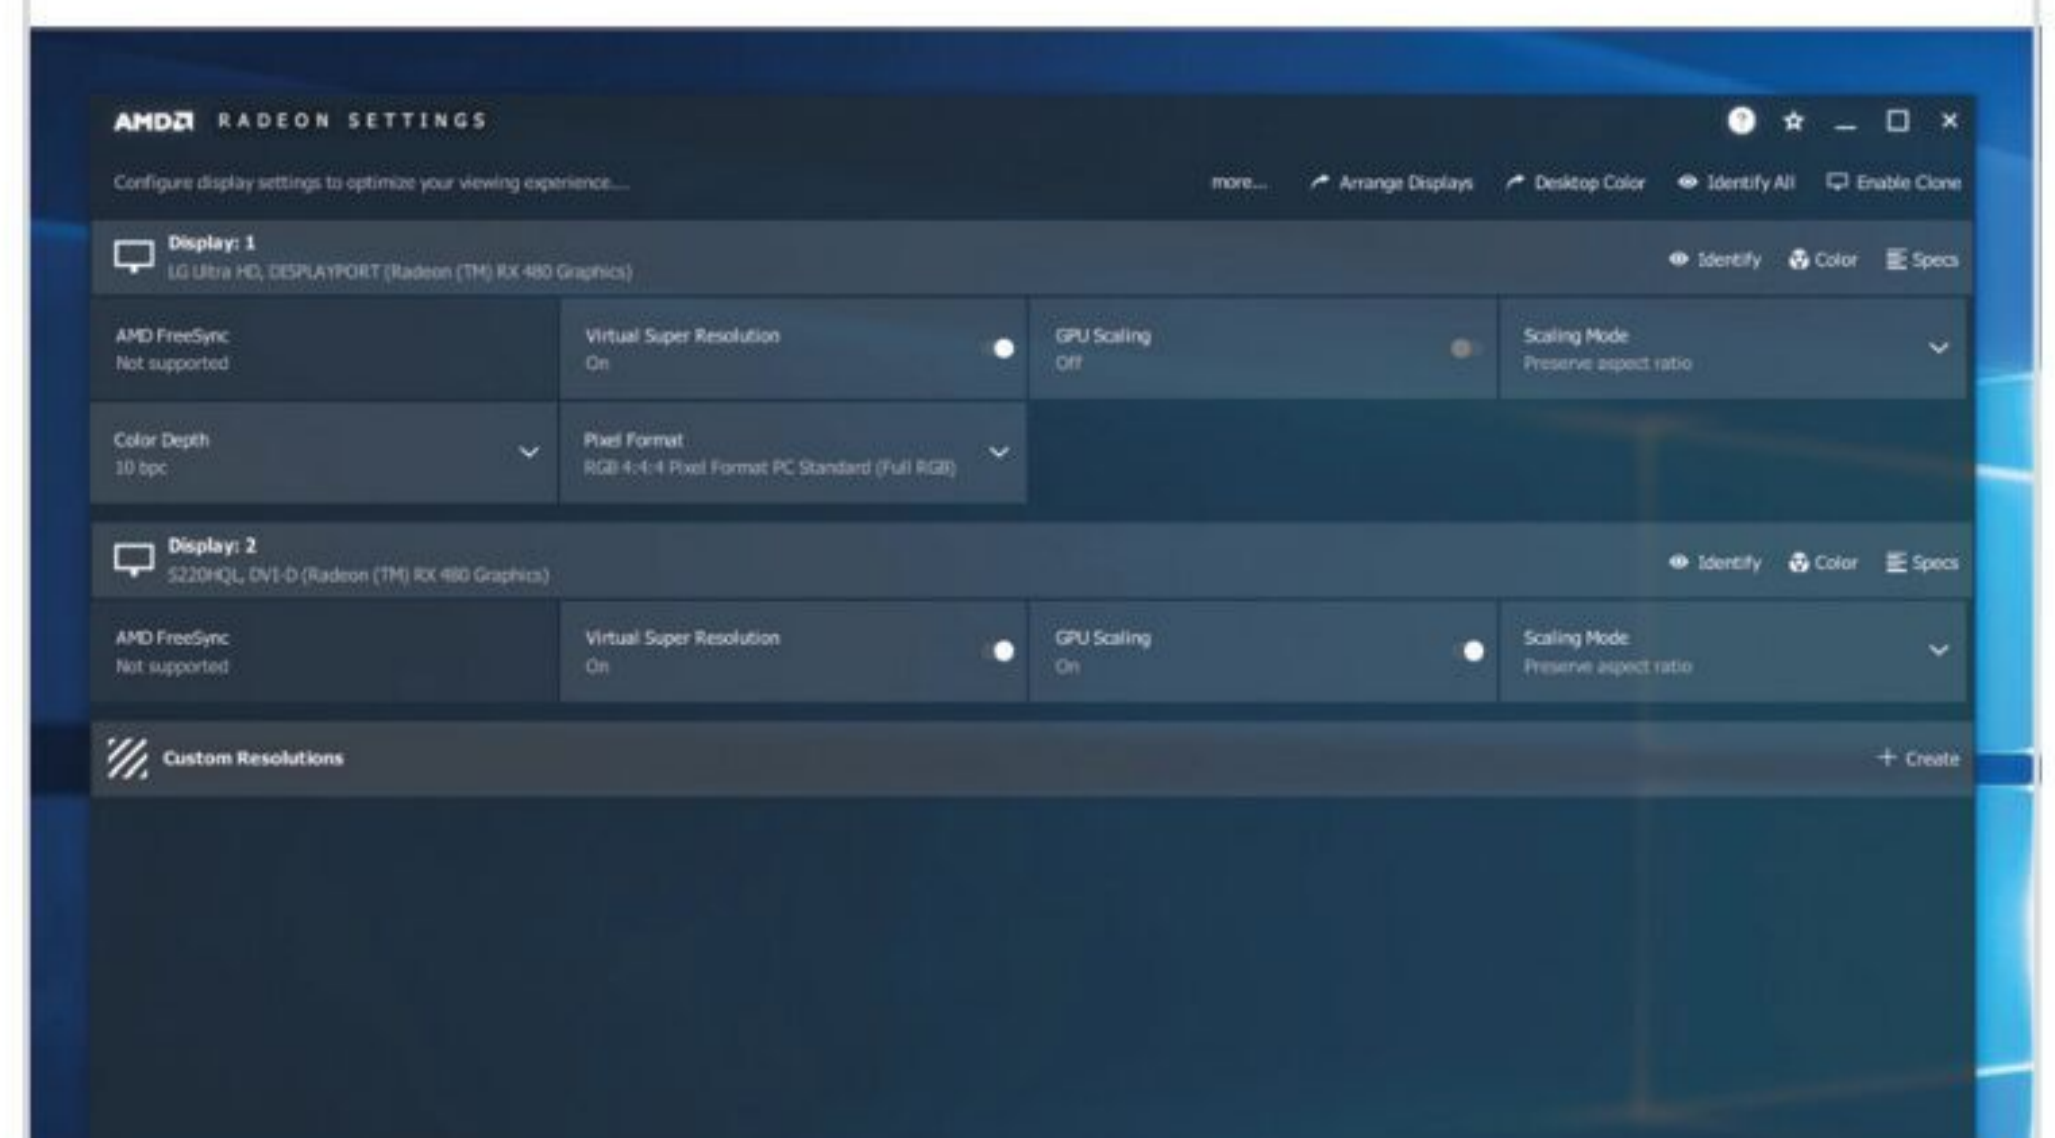 AMD RADEON SETTINGS
Configure display settings to optimize your viewing experience....
more... Arrange Displays Desktop Color Identify All Enable Clone
Display: 1
LG Ultra HD, DISPLAYPORT (Radeon (TM) RX 480 Graphics)
Identify Color Specs
AMD FreeSync
Not supported
Virtual Super Resolution
On
GPU Scaling
Off
Scaling Mode
Preserve aspect ratio
Color Depth
10 bpc
Pixel Format
RGB 4:4:4 Pixel Format PC Standard (Full RGB)
Display: 2
S220HQL, DVI-D (Radeon (TM) RX 480 Graphics)
Identify Color Specs
AMD FreeSync
Not supported
Virtual Super Resolution
On
GPU Scaling
On
Scaling Mode
Preserve aspect ratio
Custom Resolutions
+ Create